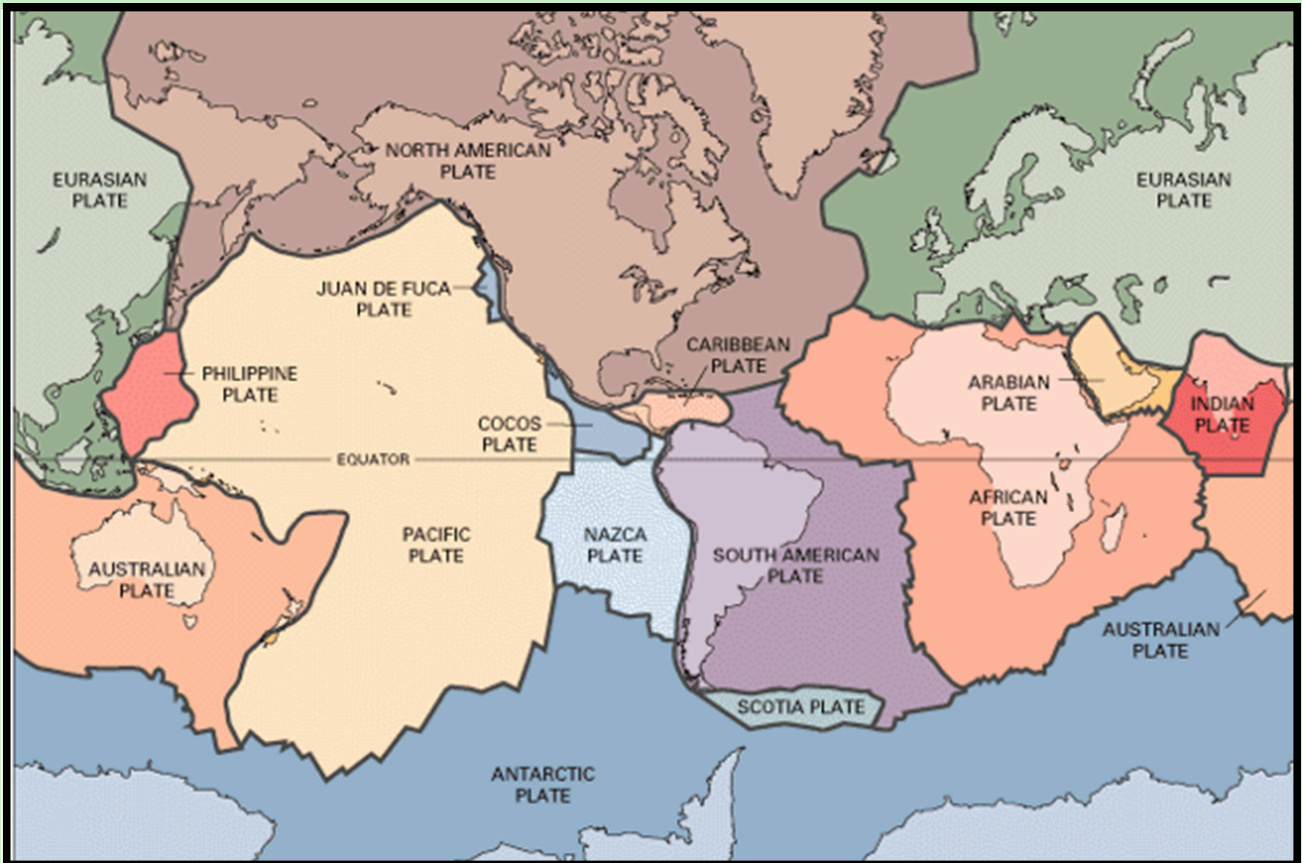 NORTH AMERICAN
PLATE
EURASIAN
PLATE
EURASIAN
PLATE
JUAN DE FUCA
PLATE
CARIBBEAN
PLATE
PHILIPPINE
PLATE
ARABIAN
PLATE
INDIAN
PLATE
COCOS
PLATE
EQUATOR
AFRICAN
PLATE
PACIFIC
PLATE
NAZCA
PLATE
SOUTH AMERICAN
PLATE
AUSTRALIAN
PLATE
AUSTRALIAN
PLATE
SCOTIA PLATE
ANTARCTIC
PLATE